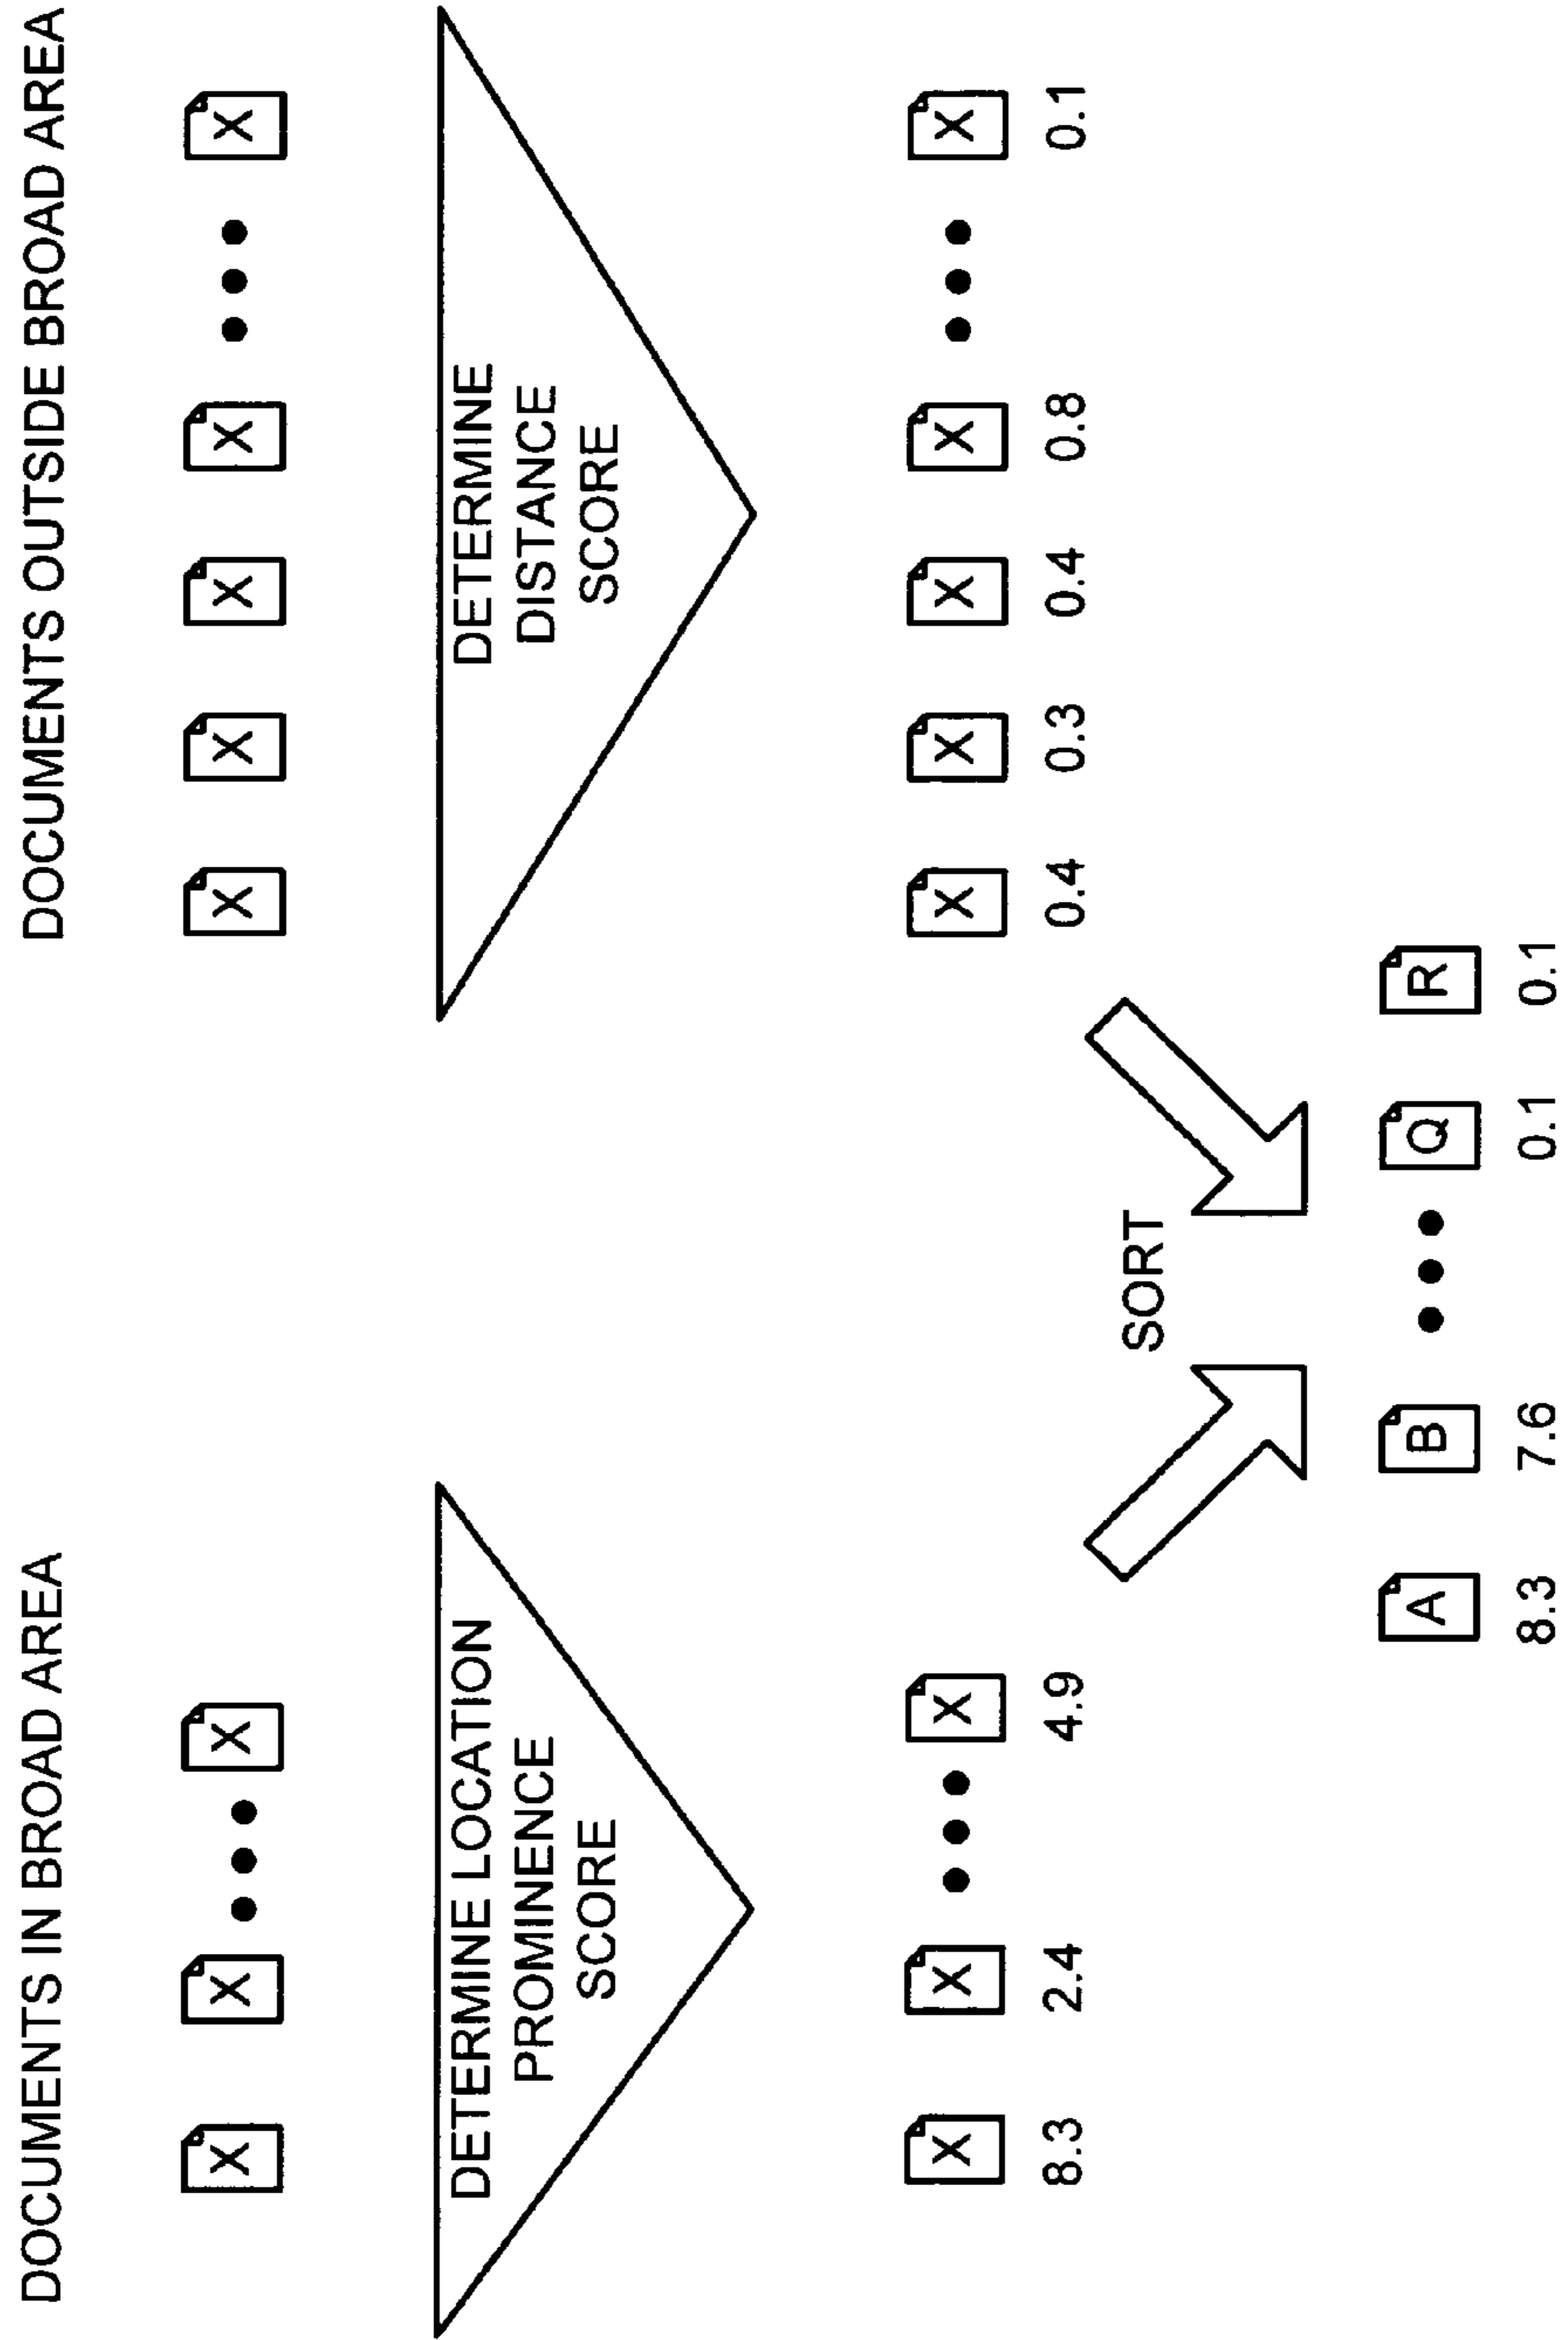 DOCUMENTS IN BROAD AREA
DOCUMENTS OUTSIDE BROAD AREA
X X X
X X X X X
DETERMINE LOCATION
PROMINENCE
SCORE
DETERMINE
DISTANCE
SCORE
X X X
8.3 2.4 4.9
X X X X X
0.4 0.3 0.4 0.8 0.1
SORT
A B Q R
8.3 7.6 0.1 0.1